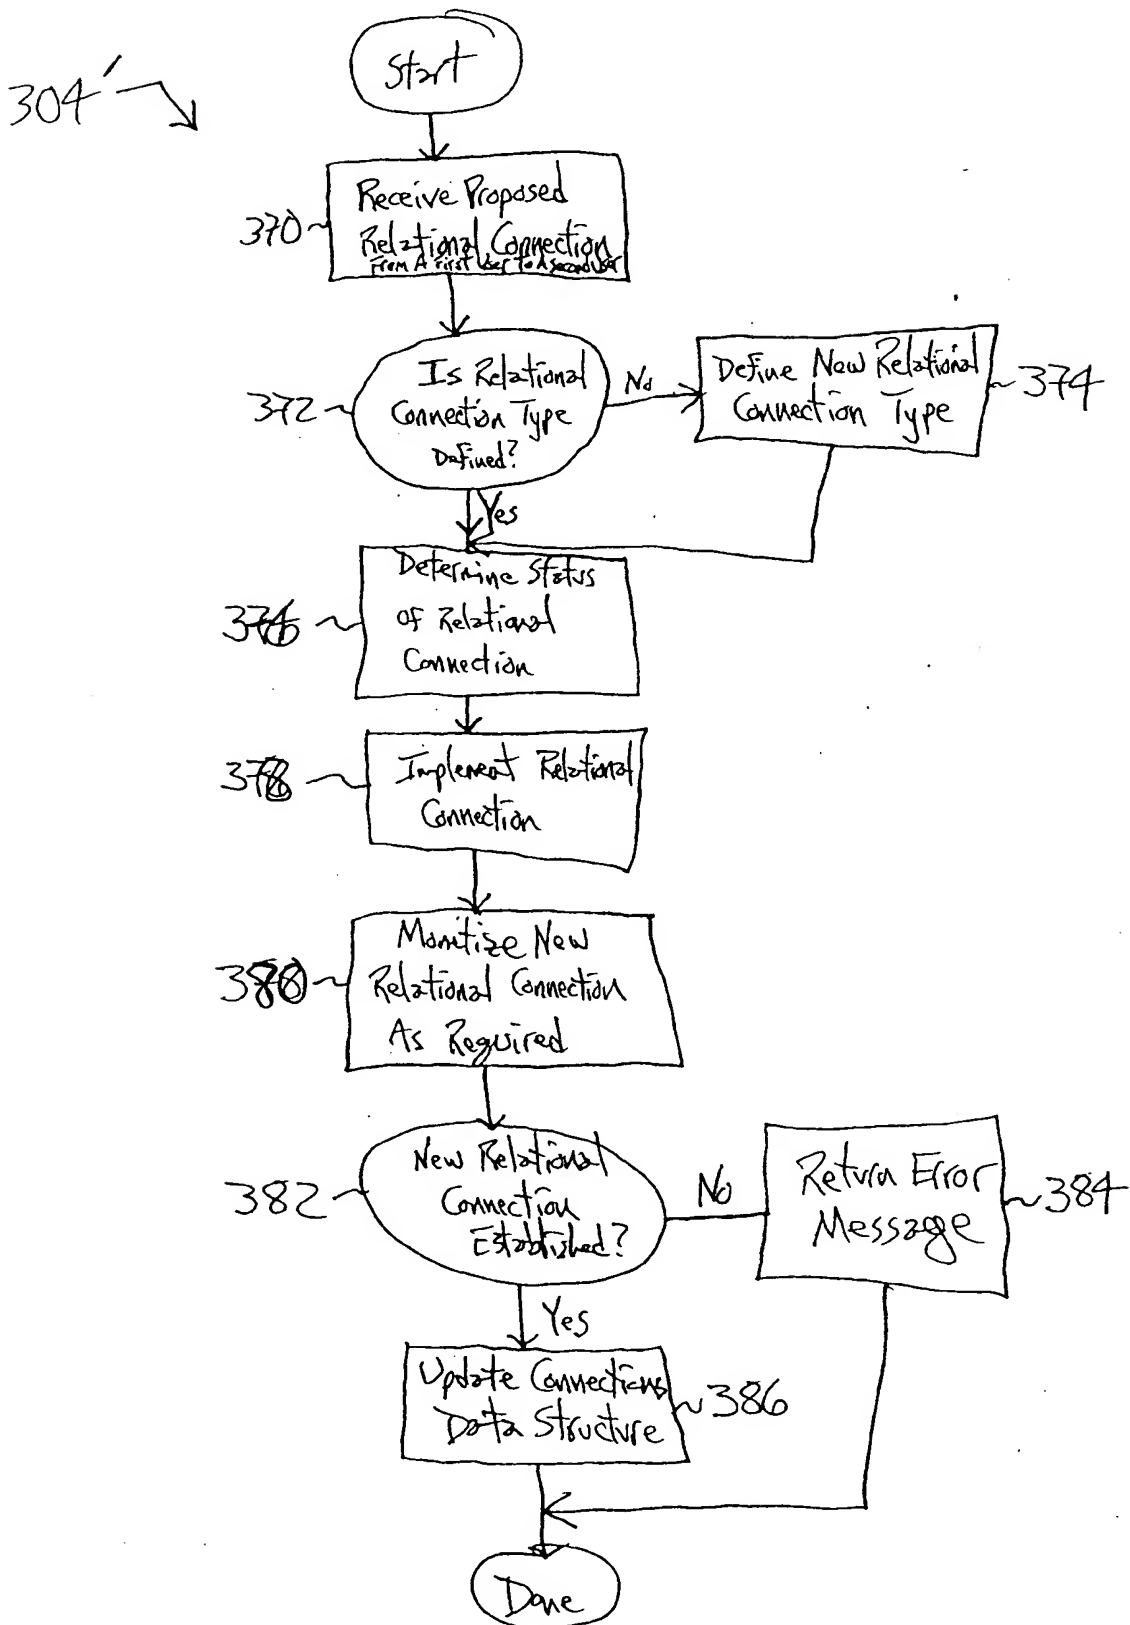 Start
304'
Receive Proposed
370
Relational Connection
From A First User To A Second User
Is Relational
372
Connection Type
Defined?
No
Define New Relational
374
Connection Type
Yes
Determine Status
376
of Relational
Connection
378
Implement Relational
Connection
Monitize New
380
Relational Connection
As Required
New Relational
382
Connection
Established?
No
Return Error
384
Message
Yes
Update Connections
386
Data Structure
Done